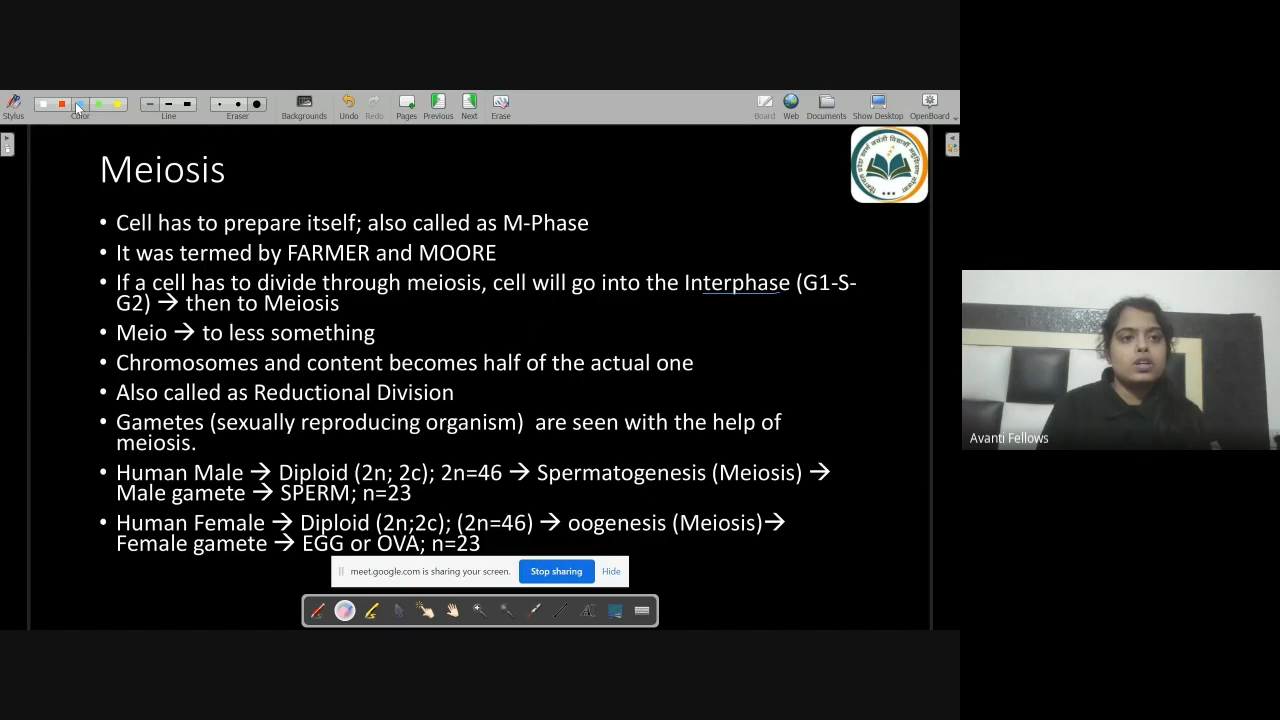 Stylus
Color
Line
Eraser
Backgrounds
Undo
Redo
Pages
Previous
Next
Erase
Board
Web
Documents
Show Desktop
OpenBoard
Meiosis
• Cell has to prepare itself; also called as M-Phase
• It was termed by FARMER and MOORE
• If a cell has to divide through meiosis, cell will go into the Interphase (G1-S-
G2) → then to Meiosis
• Meio → to less something
• Chromosomes and content becomes half of the actual one
• Also called as Reductional Division
• Gametes (sexually reproducing organism) are seen with the help of
meiosis.
• Human Male → Diploid (2n; 2c); 2n=46 → Spermatogenesis (Meiosis) →
Male gamete → SPERM; n=23
• Human Female → Diploid (2n;2c); (2n=46) → oogenesis (Meiosis)→
Female gamete → EGG or OVA; n=23
meet.google.com is sharing your screen.
Stop sharing
Hide
Avanti Fellows